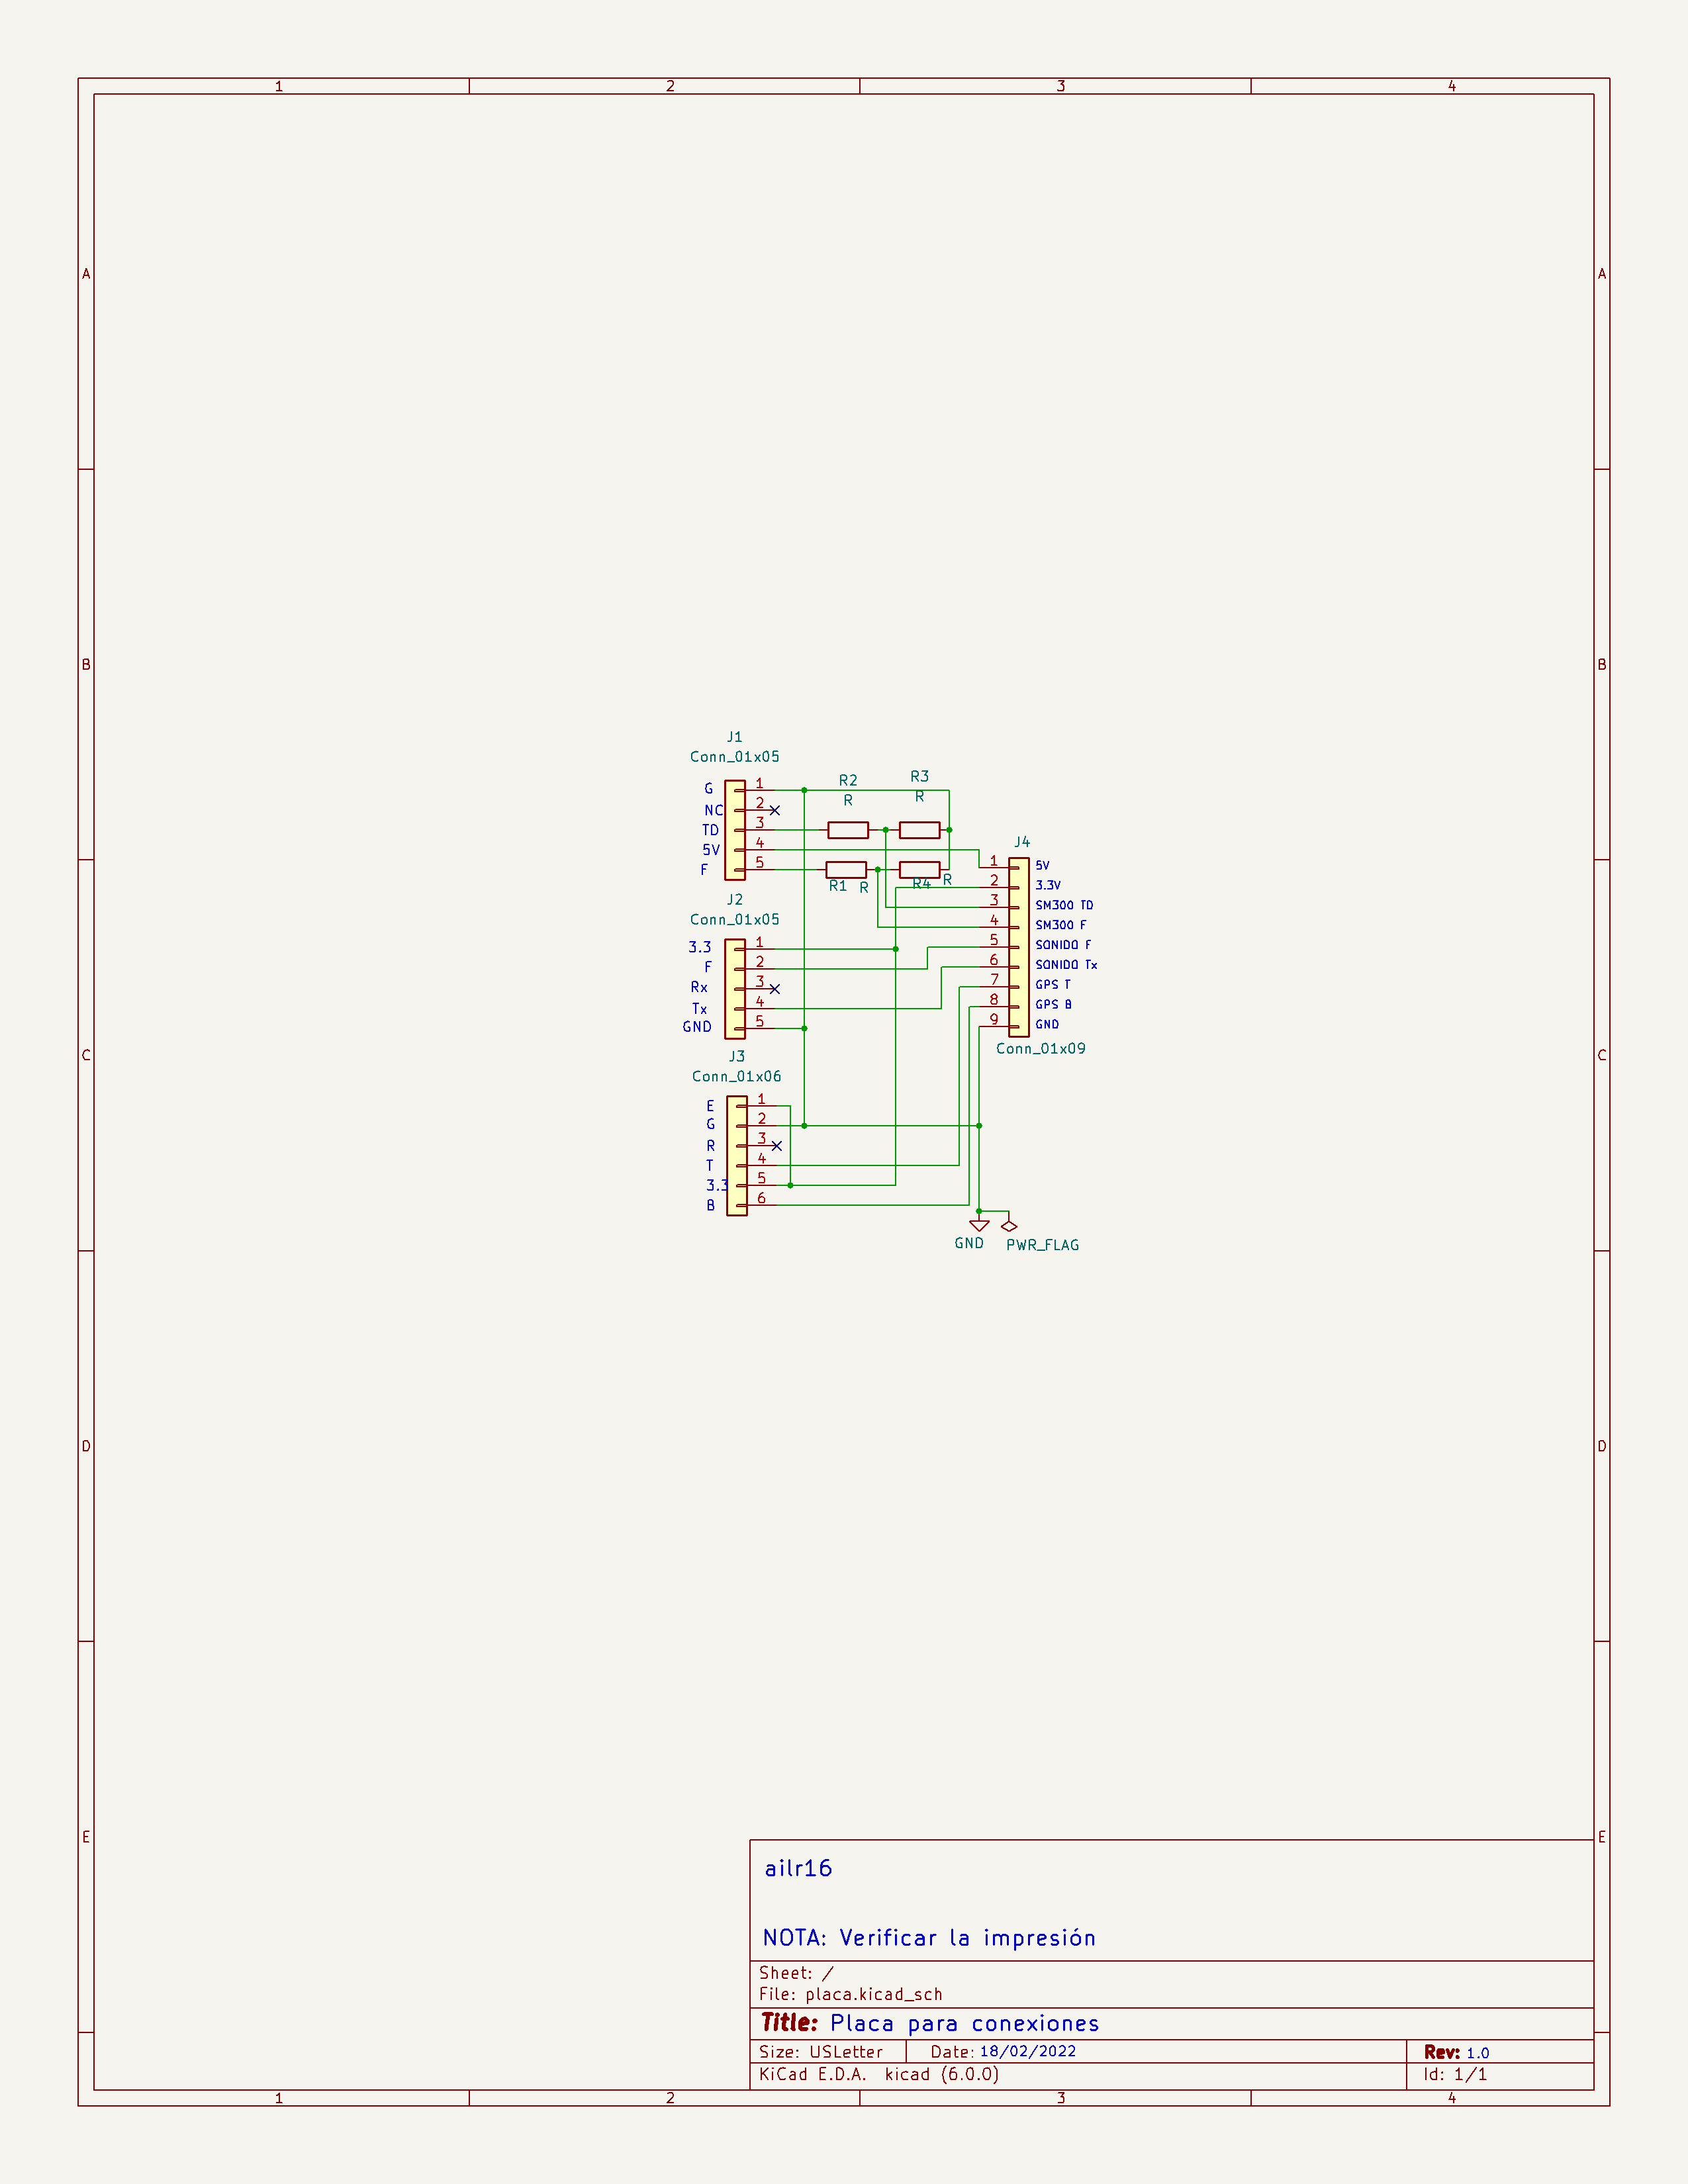 1 2 3 4
A A
B B
J1
Conn_01x05
G 1
NC 2
TD 3
5V 4
F 5
R2
R
R3
R
R1 R
R4 R
J4
1 5V
2 3.3V
3 SM300 TD
4 SM300 F
5 SONIDO F
6 SONIDO Tx
7 GPS T
8 GPS B
9 GND
Conn_01x09
J2
Conn_01x05
3.3 1
F 2
Rx 3
Tx 4
GND 5
C C
J3
Conn_01x06
E 1
G 2
R 3
T 4
3.3 5
B 6
GND
PWR_FLAG
D D
E E
ailr16
NOTA: Verificar la impresión
Sheet: /
File: placa.kicad_sch
Title: Placa para conexiones
Size: USLetter Date: 18/02/2022 Rev: 1.0
KiCad E.D.A. kicad (6.0.0) Id: 1/1
1 2 3 4